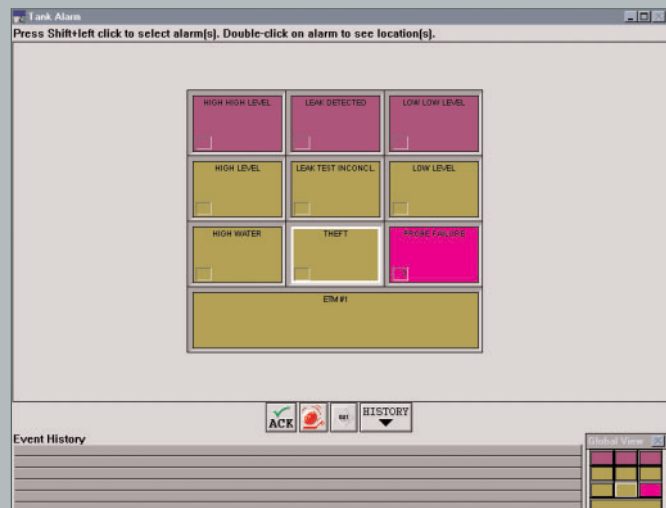 Tank Alarm
Press Shift+left click to select alarm(s). Double-click on alarm to see location(s).
HIGH HIGH LEVEL
LEAK DETECTED
LOW LOW LEVEL
HIGH LEVEL
LEAK TEST INCONCL.
LOW LEVEL
HIGH WATER
THEFT
PROBE FAILURE
ETM #1
ACK
HISTORY
Event History
Global View